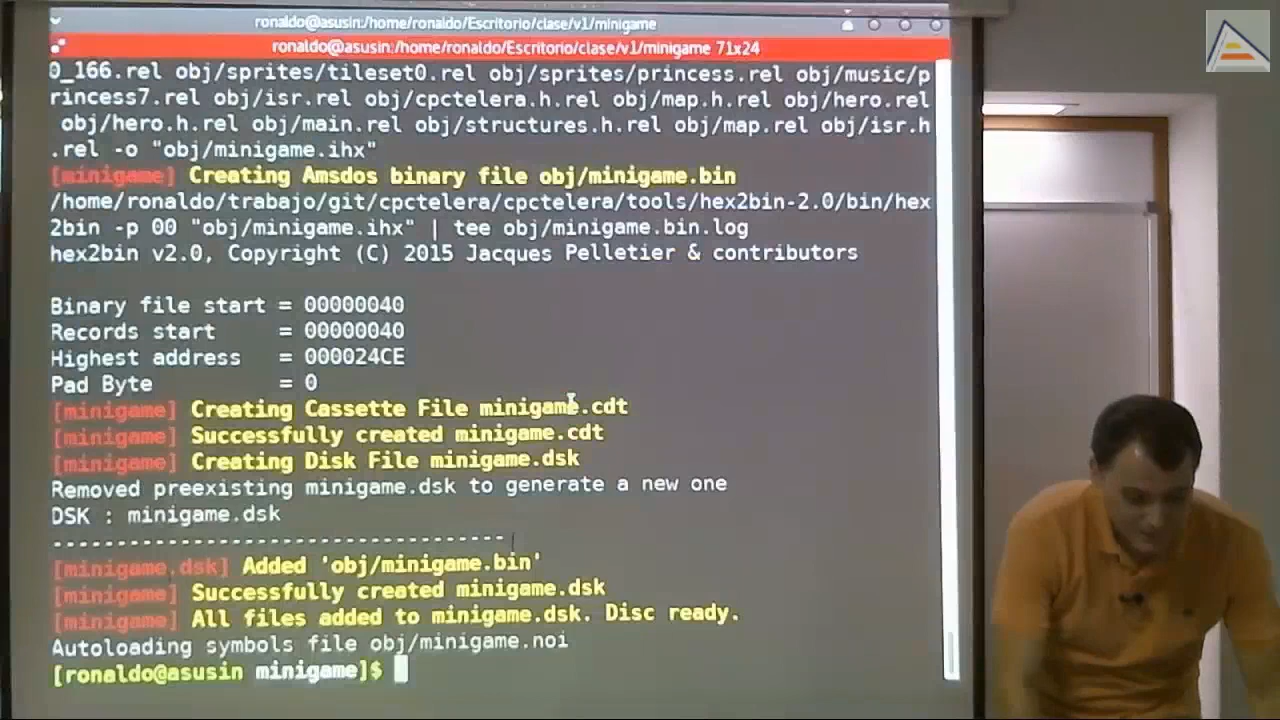 ronaldo@asusin:/home/ronaldo/Escritorio/clase/v1/minigame
ronaldo@asusin:/home/ronaldo/Escritorio/clase/v1/minigame 71x24
0_166.rel obj/sprites/tileset0.rel obj/sprites/princess.rel obj/music/p
rincess7.rel obj/isr.rel obj/cpctelera.h.rel obj/map.h.rel obj/hero.rel
obj/hero.h.rel obj/main.rel obj/structures.h.rel obj/map.rel obj/isr.h
.rel -o "obj/minigame.ihx"
[minigame] Creating Amsdos binary file obj/minigame.bin
/home/ronaldo/trabajo/git/cpctelera/cpctelera/tools/hex2bin-2.0/bin/hex
2bin -p 00 "obj/minigame.ihx" | tee obj/minigame.bin.log
hex2bin v2.0, Copyright (C) 2015 Jacques Pelletier & contributors
Binary file start = 00000040
Records start = 00000040
Highest address = 000024CE
Pad Byte = 0
[minigame] Creating Cassette File minigame.cdt
[minigame] Successfully created minigame.cdt
[minigame] Creating Disk File minigame.dsk
Removed preexisting minigame.dsk to generate a new one
DSK : minigame.dsk
------------------------------------
[minigame.dsk] Added 'obj/minigame.bin'
[minigame] Successfully created minigame.dsk
[minigame] All files added to minigame.dsk. Disc ready.
Autoloading symbols file obj/minigame.noi
[ronaldo@asusin minigame]$